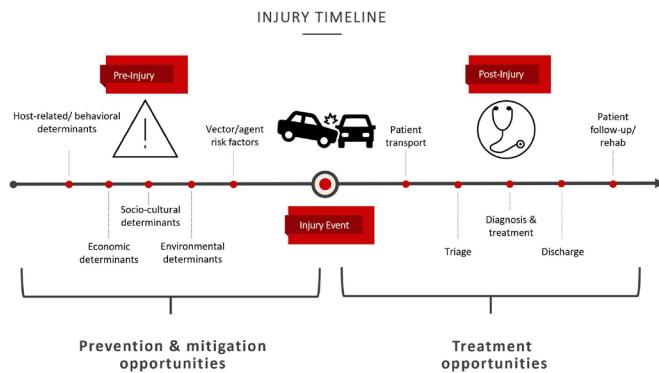 INJURY TIMELINE
Pre-Injury
Post-Injury
Host-related/ behavioral
determinants
Vector/agent
risk factors
Patient
transport
Patient
follow-up/
rehab
Socio-cultural
determinants
Economic
determinants
Environmental
determinants
Injury Event
Triage
Diagnosis &
treatment
Discharge
Prevention & mitigation
opportunities
Treatment
opportunities